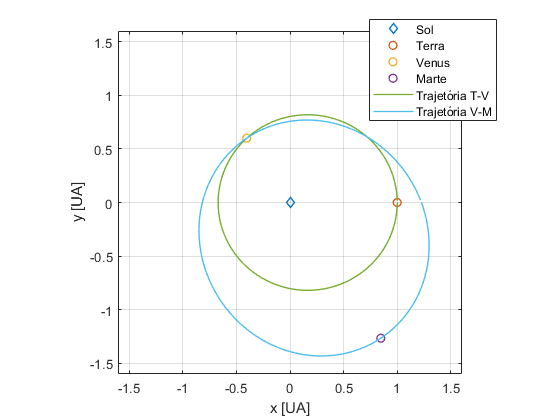 Sol
Terra
Venus
Marte
Trajetória T-V
Trajetória V-M
1.5
1
0.5
0
-0.5
-1
-1.5
y [UA]
-1.5 -1 -0.5 0 0.5 1 1.5
x [UA]